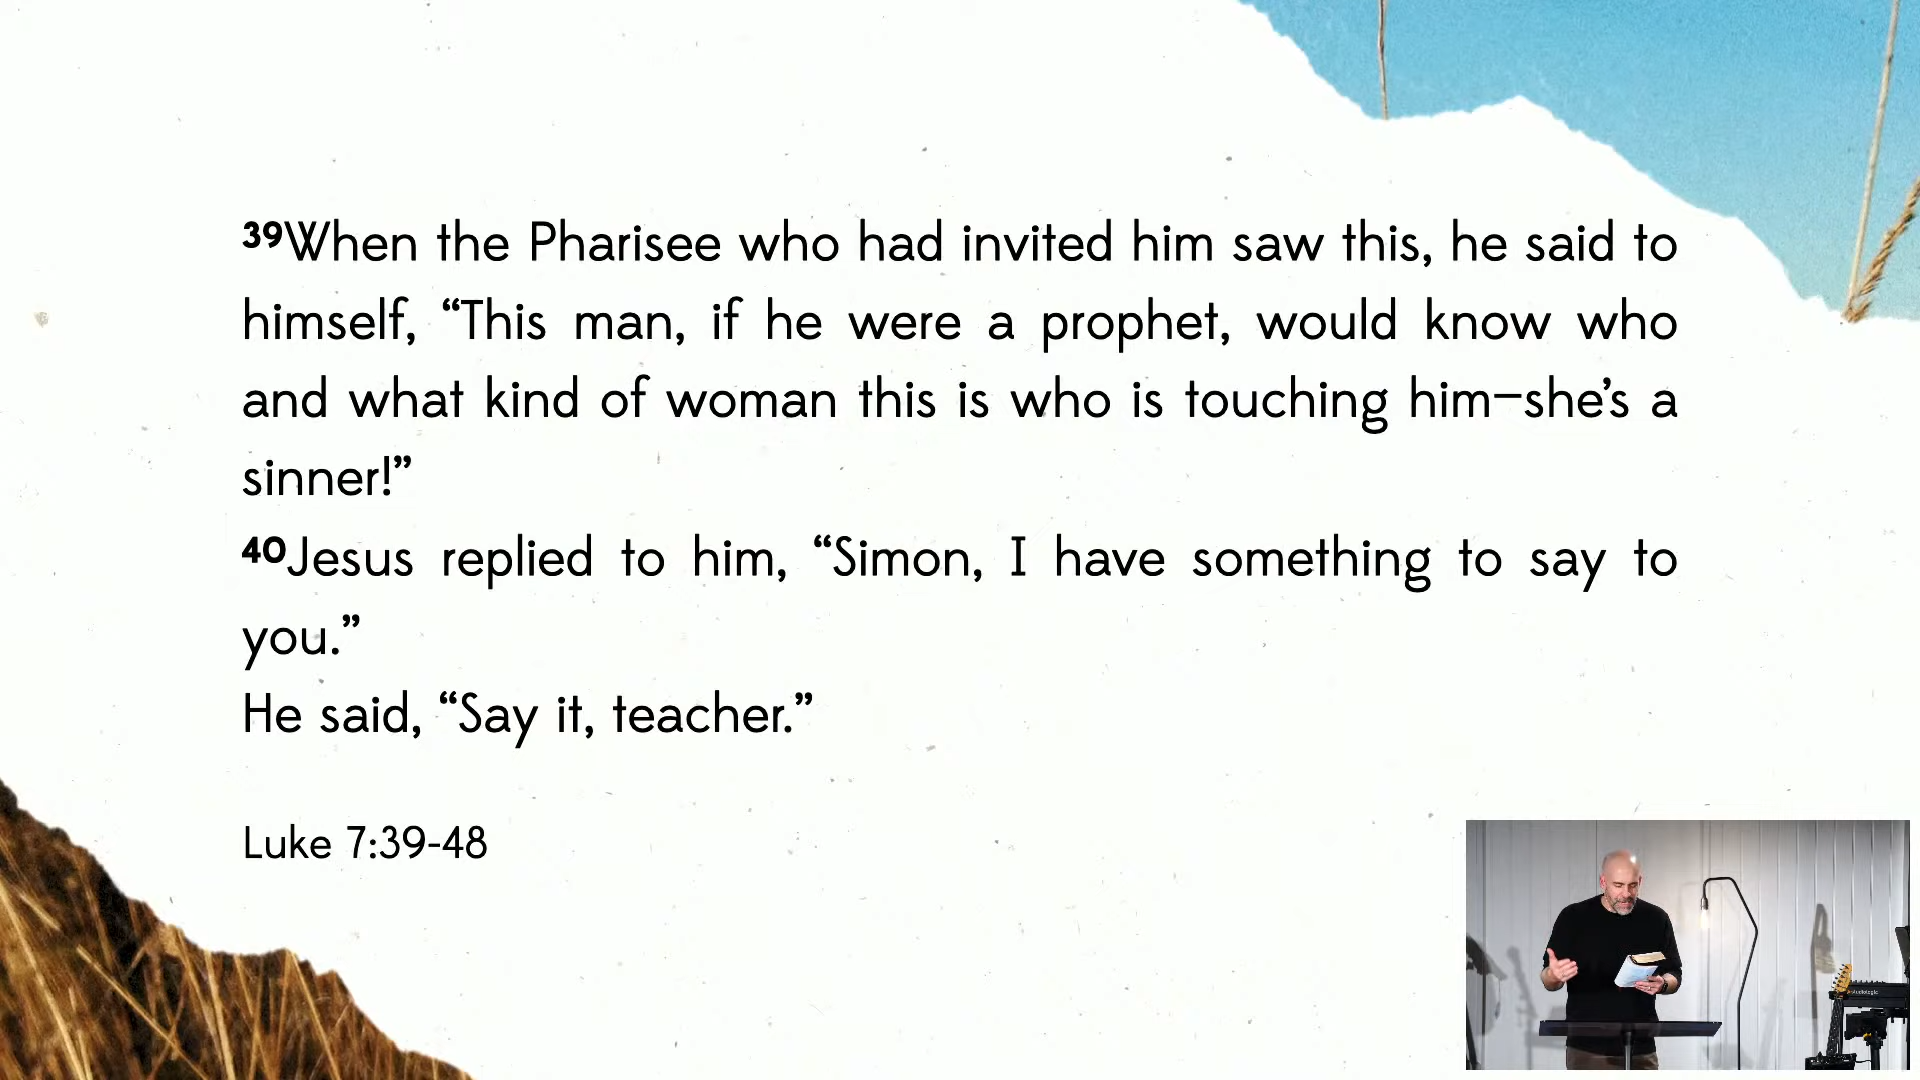 39When the Pharisee who had invited him saw this, he said to
himself, “This man, if he were a prophet, would know who
and what kind of woman this is who is touching him—she’s a
sinner!”
40Jesus replied to him, “Simon, I have something to say to
you.”
He said, “Say it, teacher.”
Luke 7:39-48
studiologic